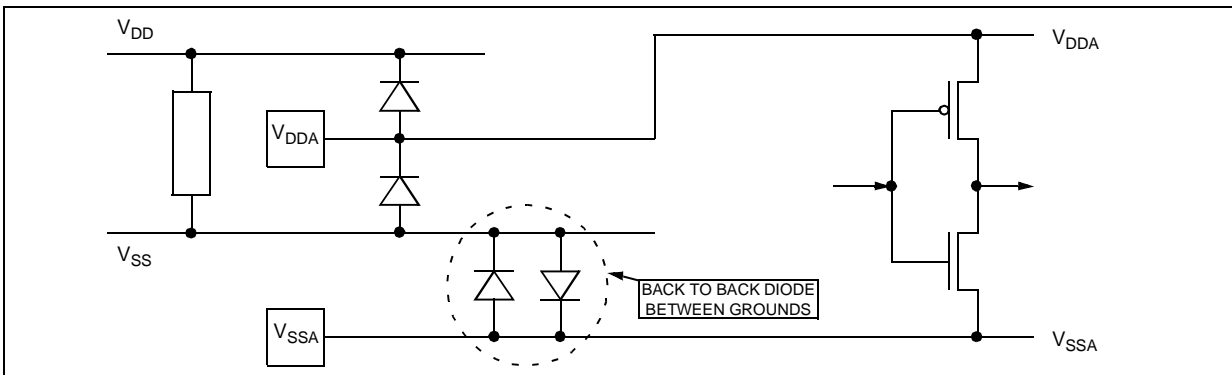 VDD
VDDA
VDDA
VSS
BACK TO BACK DIODE
BETWEEN GROUNDS
VSSA
VSSA